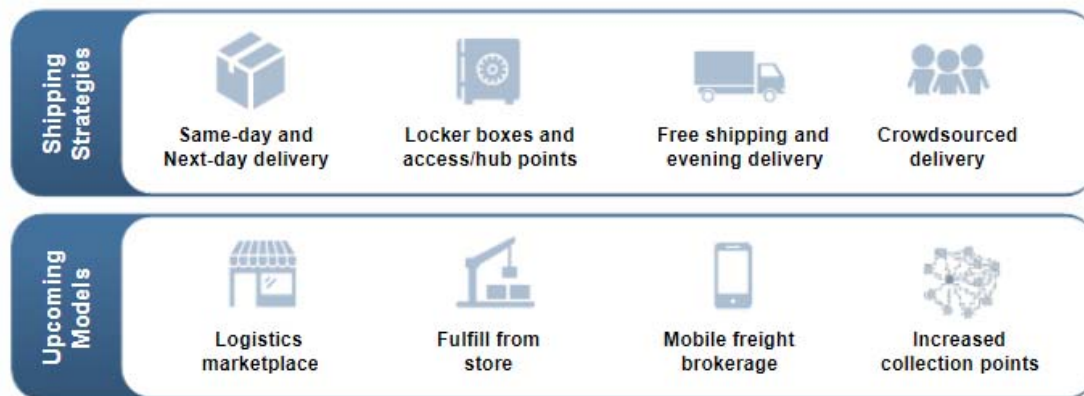 Shipping
Strategies
Same-day and
Next-day delivery
Locker boxes and
access/hub points
Free shipping and
evening delivery
Crowdsourced
delivery
Upcoming
Models
Logistics
marketplace
Fulfill from
store
Mobile freight
brokerage
Increased
collection points